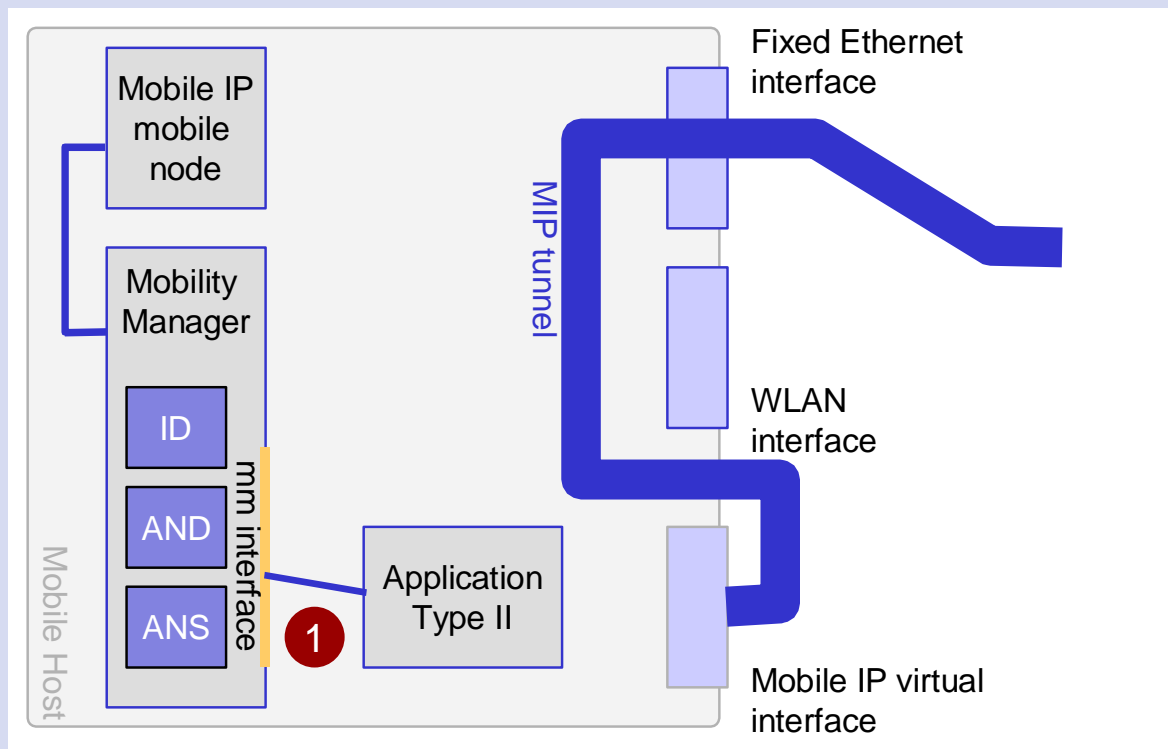 Fixed Ethernet
interface
Mobile IP
mobile
node
MIP tunnel
Mobility
Manager
ID
AND
ANS
mm interface
WLAN
interface
Application
Type II
1
Mobile Host
Mobile IP virtual
interface